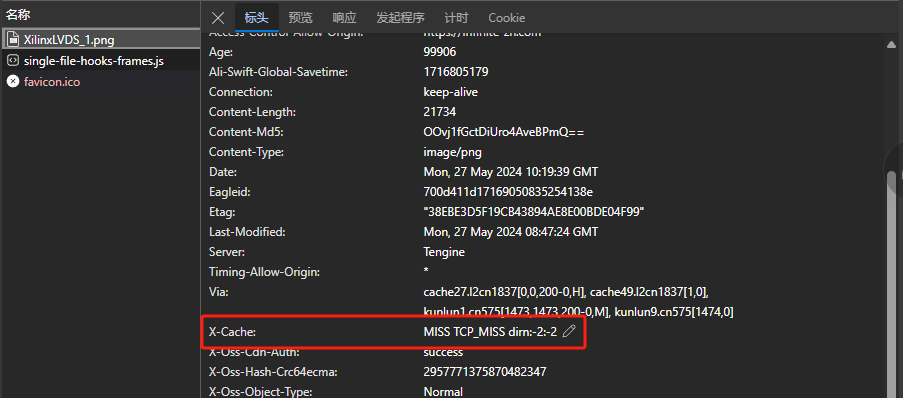 名称
XilinxLVDS_1.png
single-file-hooks-frames.js
favicon.ico
标头 预览 响应 发起程序 计时 Cookie
Access-Control-Allow-Origin: https://infinite-zh.com
Age: 99906
Ali-Swift-Global-Savetime: 1716805179
Connection: keep-alive
Content-Length: 21734
Content-Md5: OOvj1fGctDiUro4AveBPmQ==
Content-Type: image/png
Date: Mon, 27 May 2024 10:19:39 GMT
Eagleid: 700d411d17169050835254138e
Etag: "38EBE3D5F19CB43894AE8E00BDE04F99"
Last-Modified: Mon, 27 May 2024 08:47:24 GMT
Server: Tengine
Timing-Allow-Origin: *
Via: cache27.l2cn1837[0,0,200-0,H], cache49.l2cn1837[1,0],
kunlun1.cn575[1473,1473,200-0,M], kunlun9.cn575[1474,0]
X-Cache: MISS TCP_MISS dirn:-2:-2
X-Oss-Cdn-Auth: success
X-Oss-Hash-Crc64ecma: 2957771375870482347
X-Oss-Object-Type: Normal